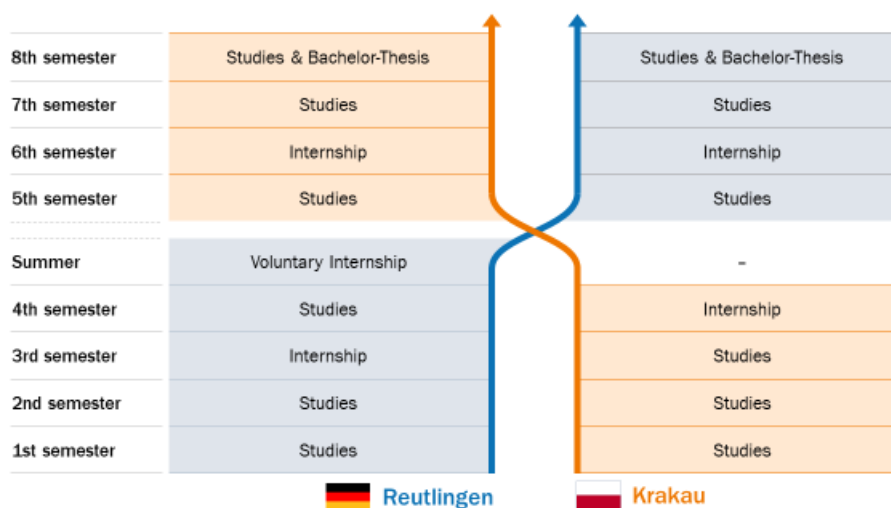 8th semester Studies & Bachelor-Thesis Studies & Bachelor-Thesis
7th semester Studies Studies
6th semester Internship Internship
5th semester Studies Studies
Summer Voluntary Internship –
4th semester Studies Internship
3rd semester Internship Studies
2nd semester Studies Studies
1st semester Studies Studies
Reutlingen Krakau